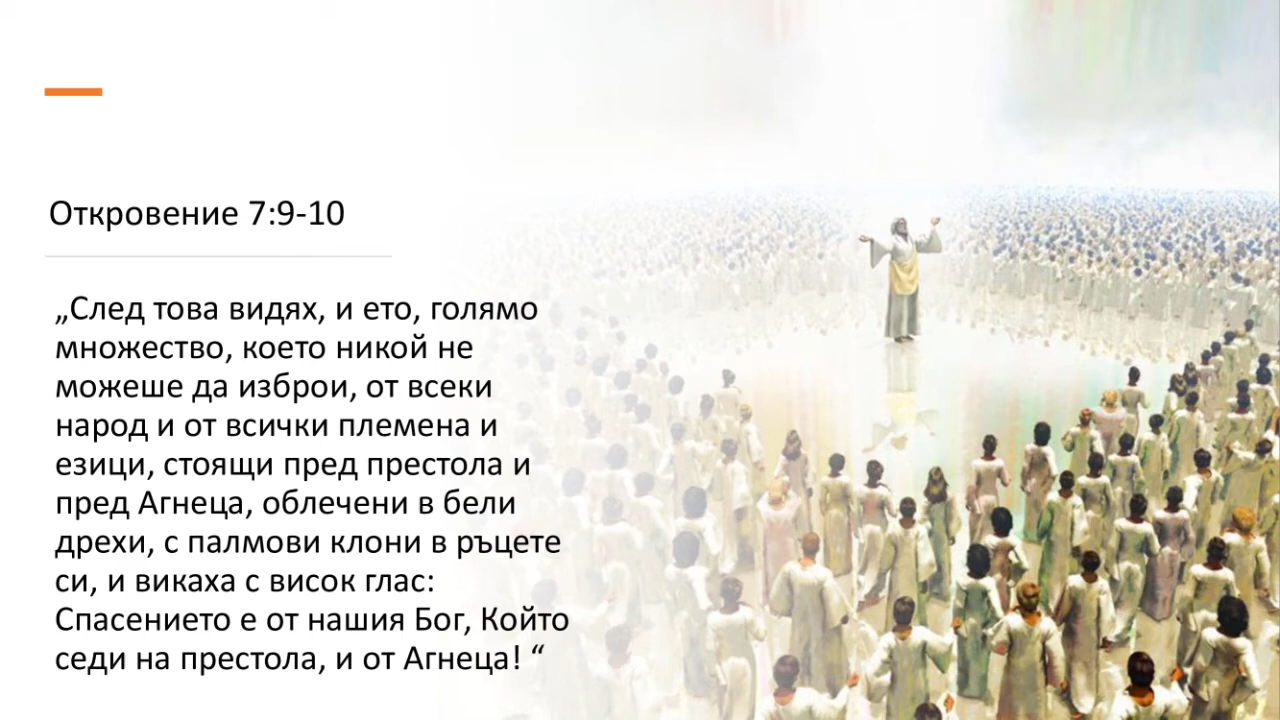 Откровение 7:9-10
„След това видях, и ето, голямо
множество, което никой не
можеше да изброи, от всеки
народ и от всички племена и
езици, стоящи пред престола и
пред Агнеца, облечени в бели
дрехи, с палмови клони в ръцете
си, и викаха с висок глас:
Спасението е от нашия Бог, Който
седи на престола, и от Агнеца! “